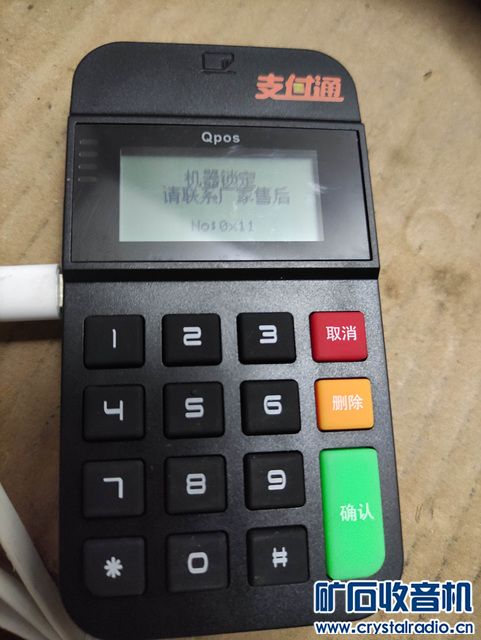 支付通
Qpos
机器锁定
请联系厂家售后
No:0x11
1 2 3 取消
4 5 6 删除
7 8 9 确认
* 0 #
矿石收音机
www.crystalradio.cn